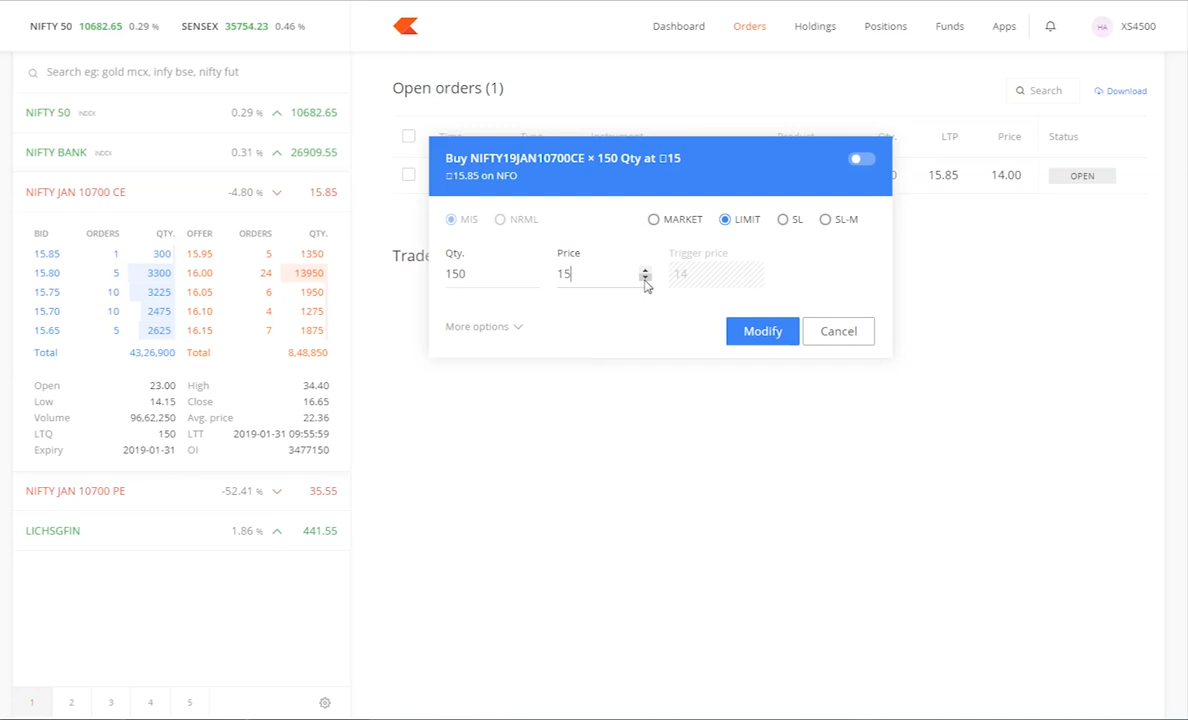 NIFTY 50 10682.65 0.29 % SENSEX 35754.23 0.46 %
Dashboard Orders Holdings Positions Funds Apps HA XS4500
Search eg: gold mcx, infy bse, nifty fut
NIFTY 50 INDEX 0.29 % 10682.65
NIFTY BANK INDEX 0.31 % 26909.55
NIFTY JAN 10700 CE -4.80 % 15.85
BID ORDERS QTY. OFFER ORDERS QTY.
15.85 1 300 15.95 5 1350
15.80 5 3300 16.00 24 13950
15.75 10 3225 16.05 6 1950
15.70 10 2475 16.10 4 1275
15.65 5 2625 16.15 7 1875
Total 43,26,900 Total 8,48,850
Open 23.00 High 34.40
Low 14.15 Close 16.65
Volume 96,62,250 Avg. price 22.36
LTQ 150 LTT 2019-01-31 09:55:59
Expiry 2019-01-31 OI 3477150
NIFTY JAN 10700 PE -52.41 % 35.55
LICHSGFIN 1.86 % 441.55
1 2 3 4 5
Open orders (1)
Search Download
Time Type Instrument Product Qty. LTP Price Status
0 15.85 14.00 OPEN
Trade
Buy NIFTY19JAN10700CE × 150 Qty at □15
□15.85 on NFO
MIS NRML MARKET LIMIT SL SL-M
Qty. Price Trigger price
150 15 14
More options Modify Cancel